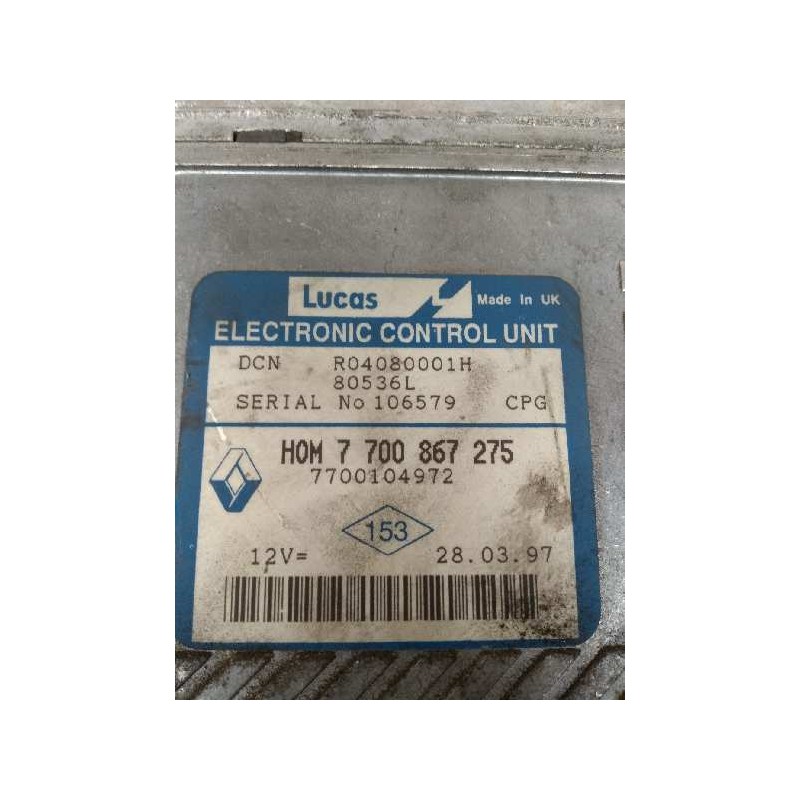 Lucas Made in UK
ELECTRONIC CONTROL UNIT
DCN R04080001H
80536L
SERIAL No 106579 CPG
HOM 7 700 867 275
7700104972
153
12V= 28.03.97